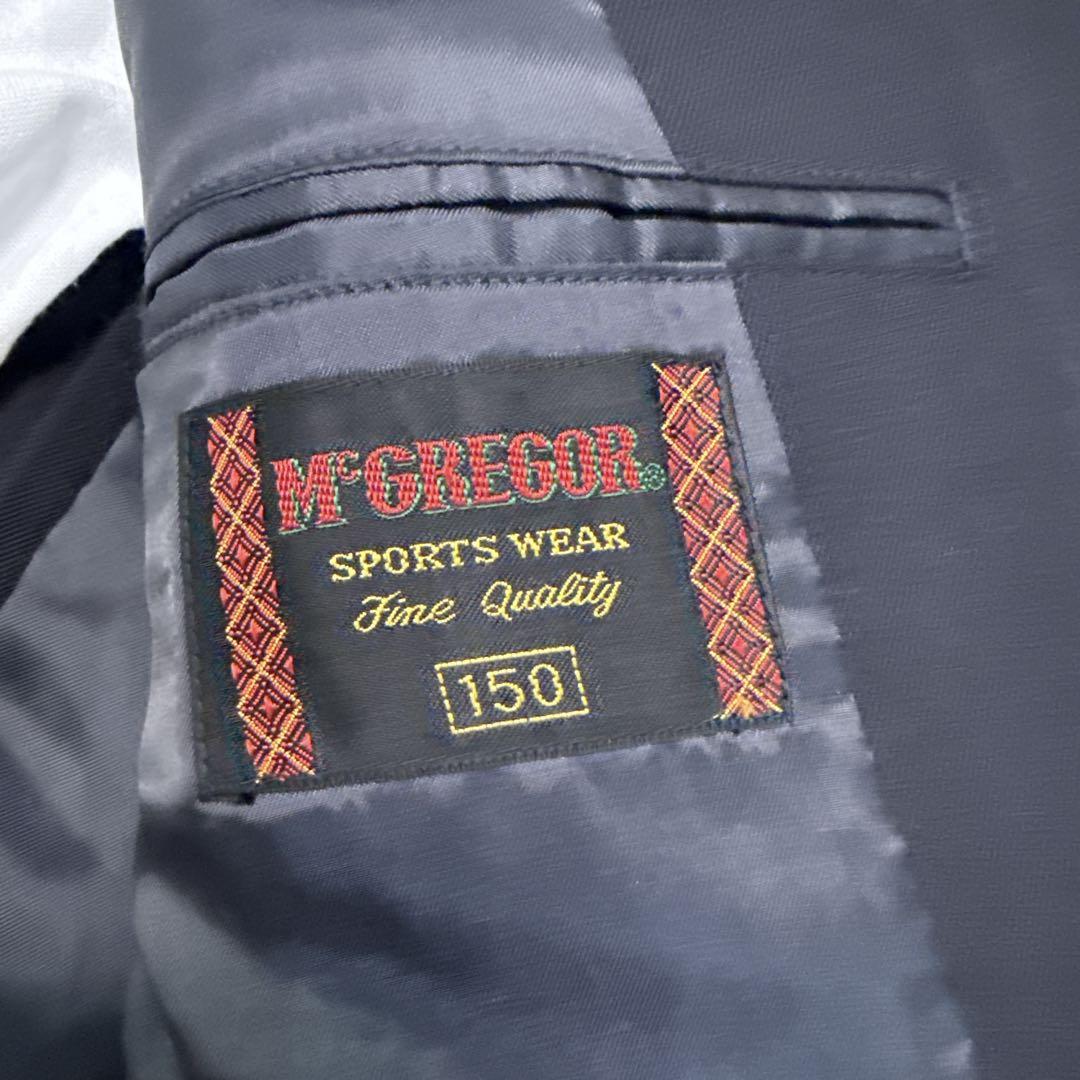 McGREGOR®
SPORTS WEAR
Fine Quality
150